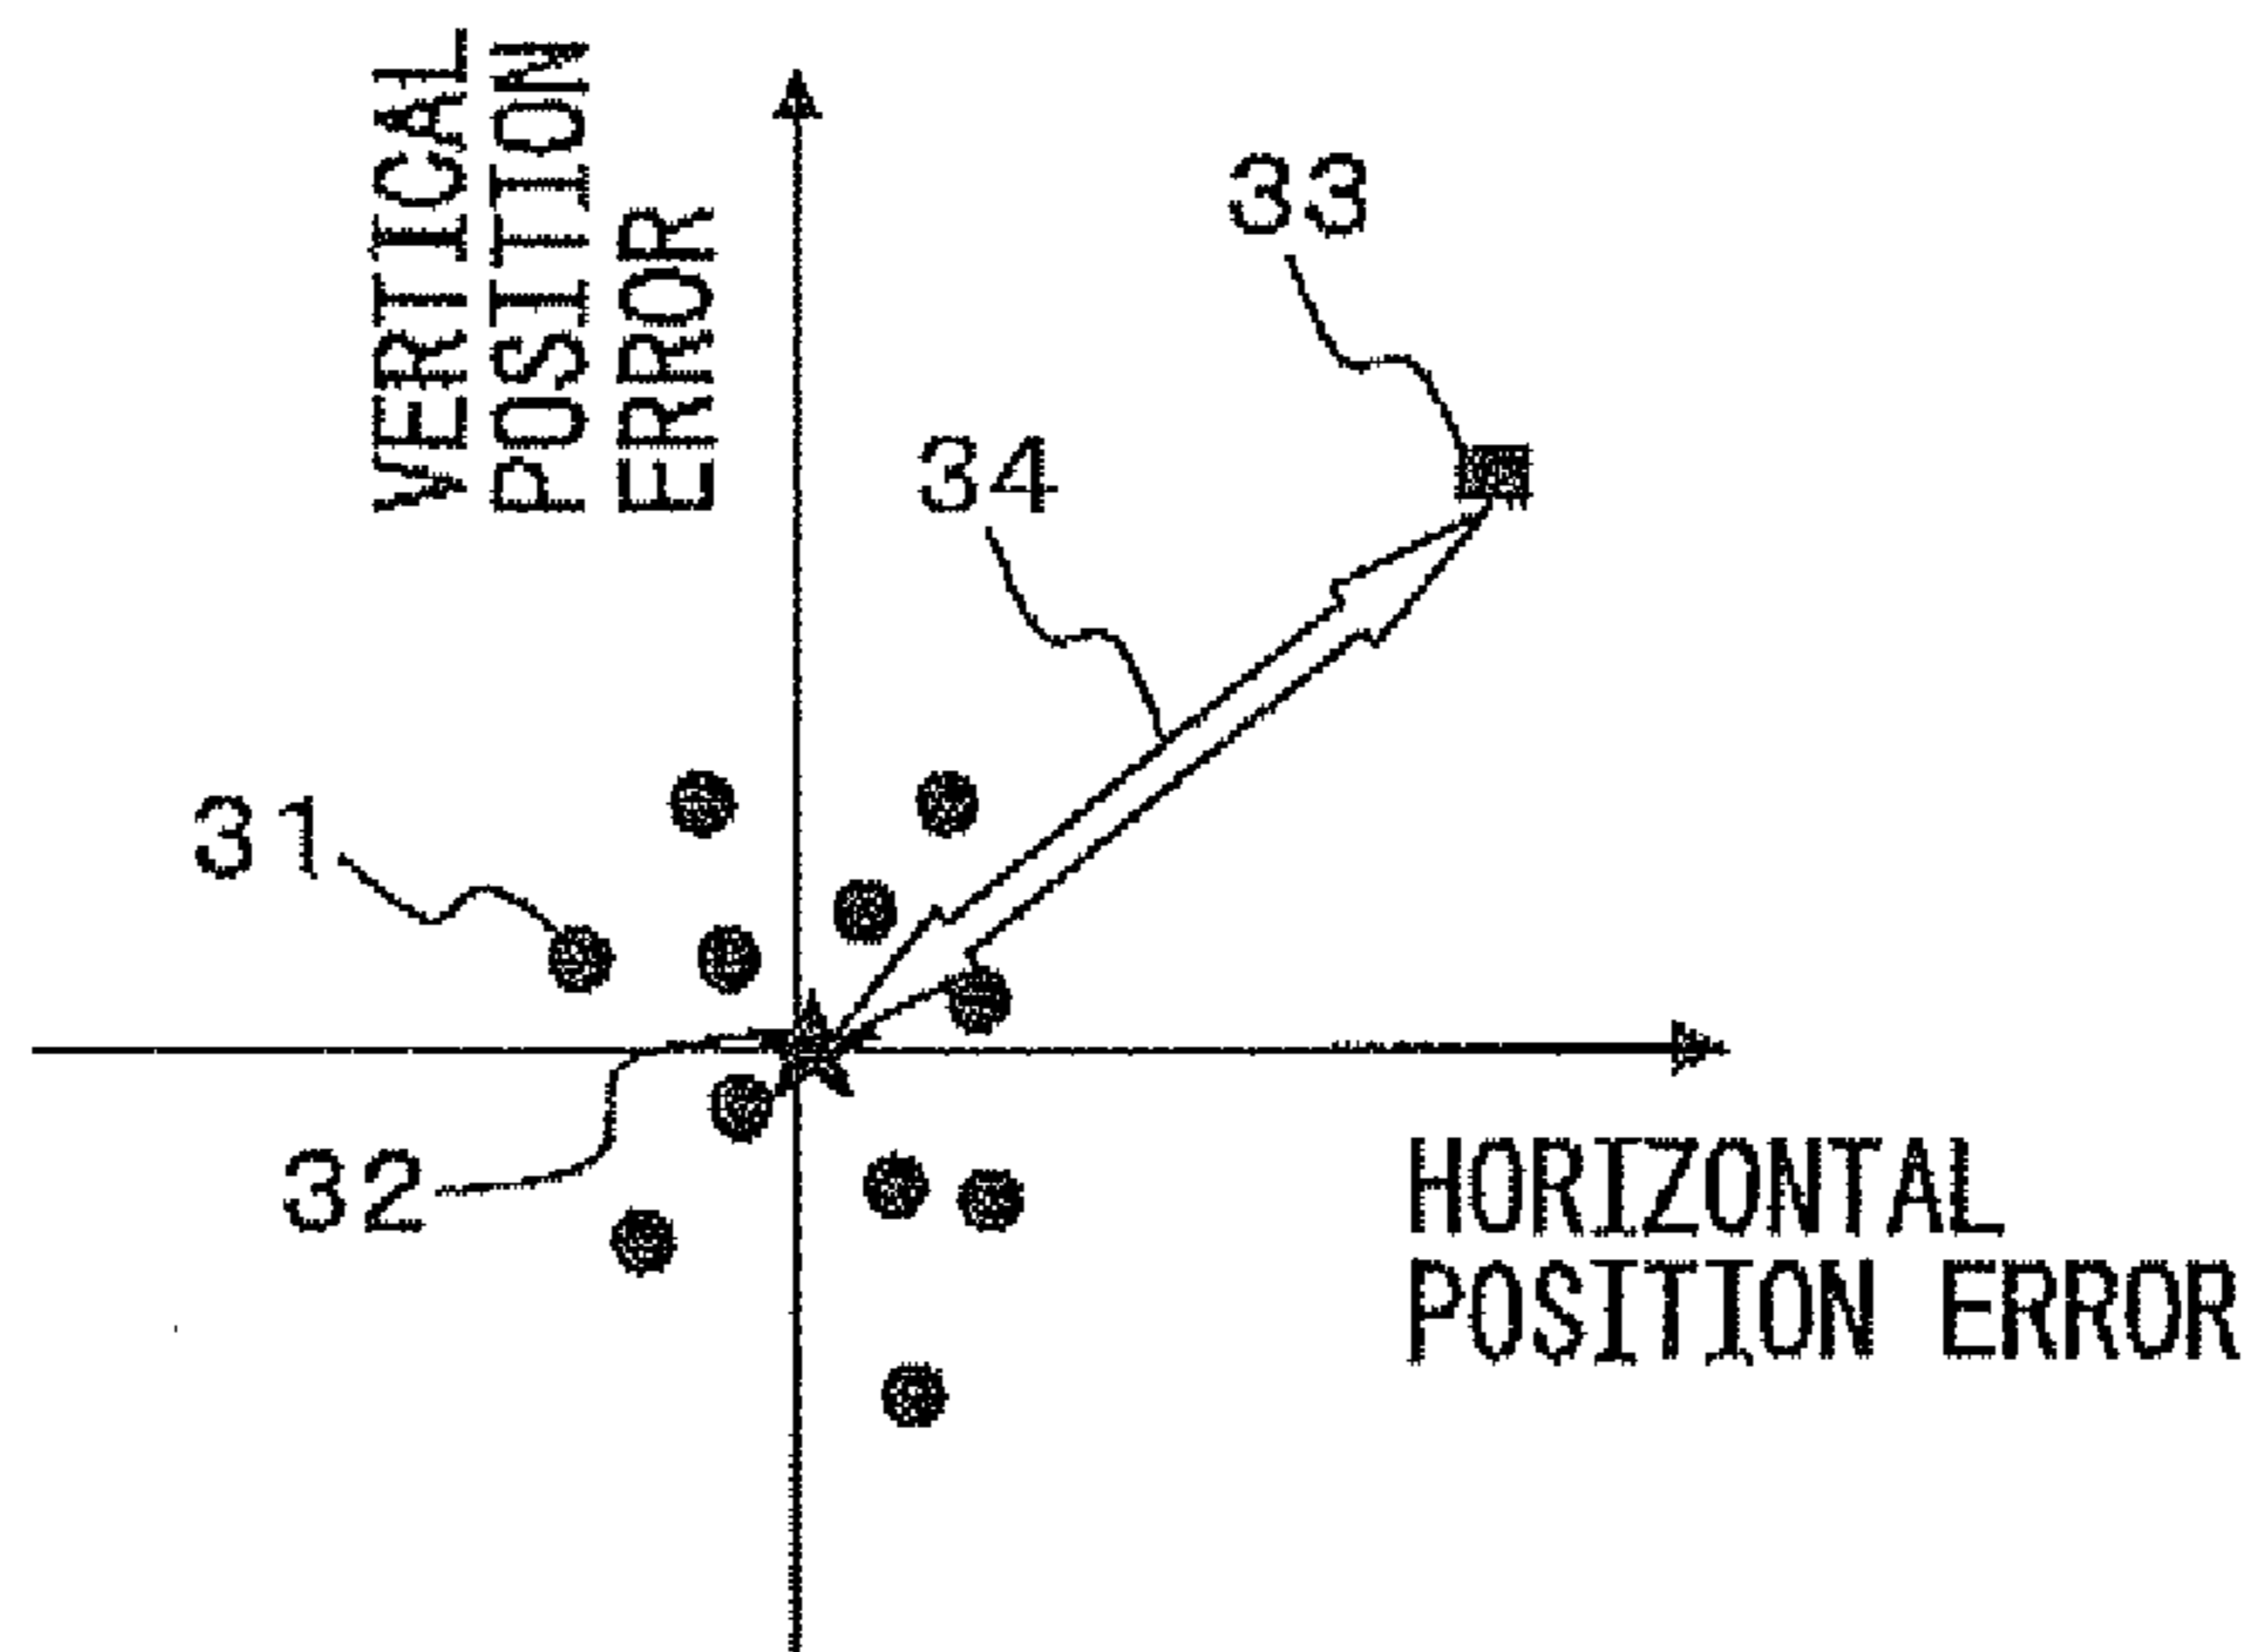 VERTICAL
POSITION
ERROR
33
34
31
32
HORIZONTAL
POSITION ERROR